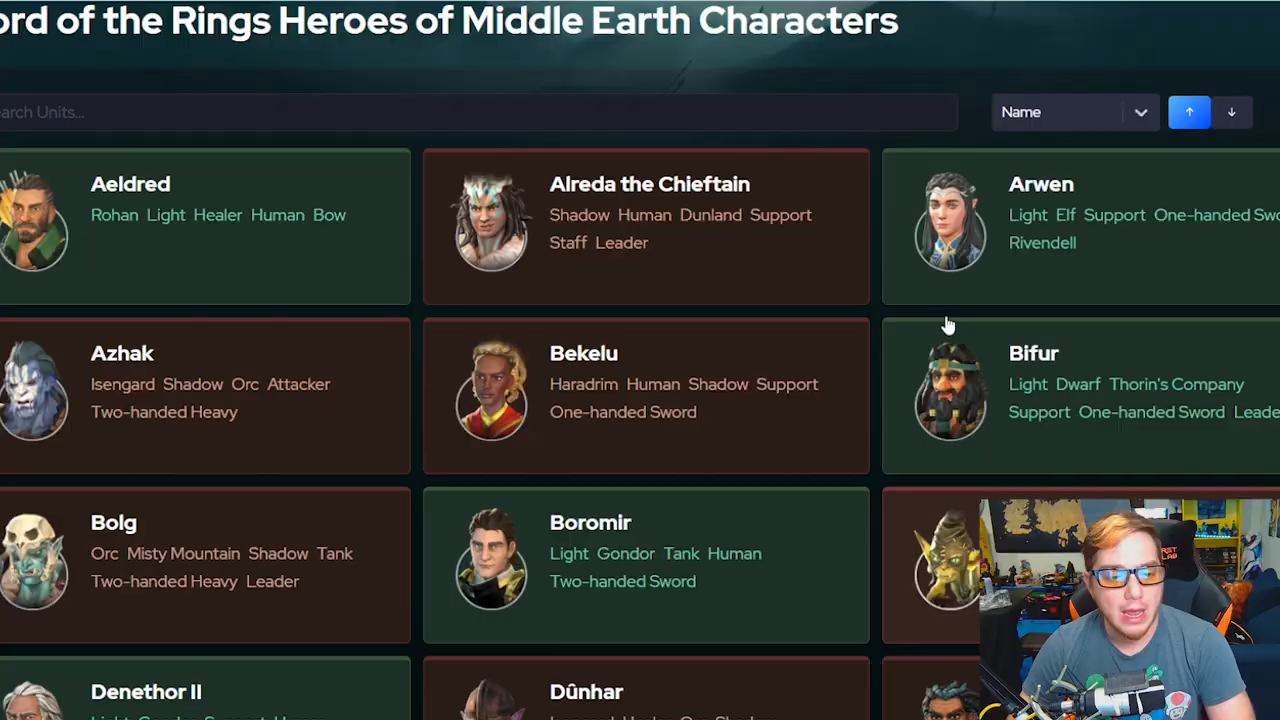 ord of the Rings Heroes of Middle Earth Characters
arch Units...
Name
Aeldred
Rohan Light Healer Human Bow
Alreda the Chieftain
Shadow Human Dunland Support
Staff Leader
Arwen
Light Elf Support One-handed Swo
Rivendell
Azhak
Isengard Shadow Orc Attacker
Two-handed Heavy
Bekelu
Haradrim Human Shadow Support
One-handed Sword
Bifur
Light Dwarf Thorin's Company
Support One-handed Sword Leade
Bolg
Orc Misty Mountain Shadow Tank
Two-handed Heavy Leader
Boromir
Light Gondor Tank Human
Two-handed Sword
Denethor II
Dûnhar